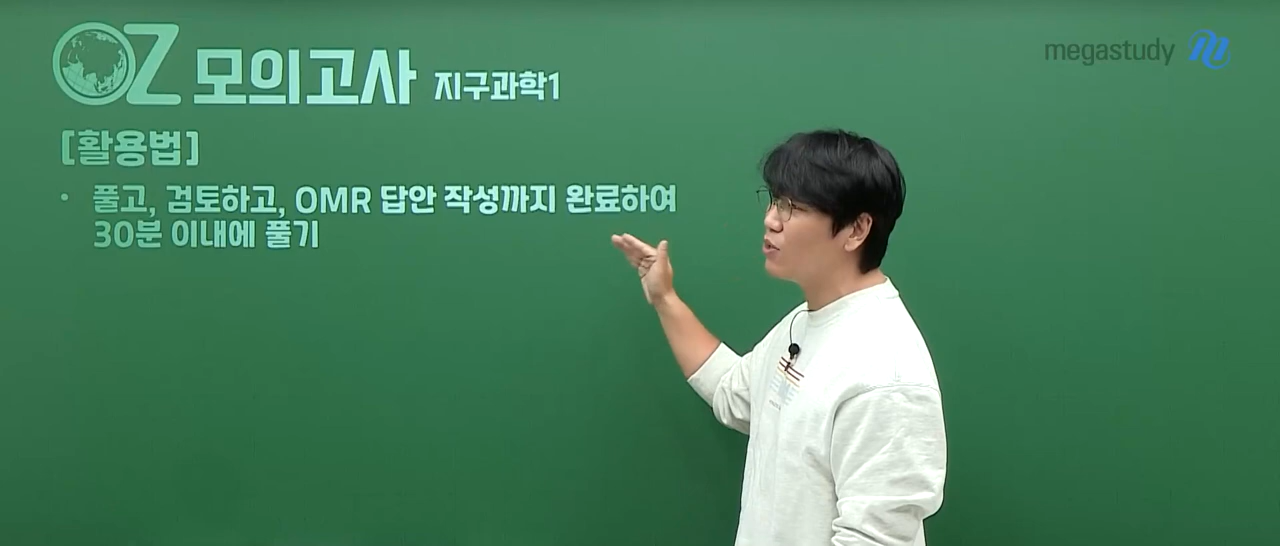 OZ 모의고사 지구과학1
megastudy
[활용법]
• 풀고, 검토하고, OMR 답안 작성까지 완료하여
30분 이내에 풀기